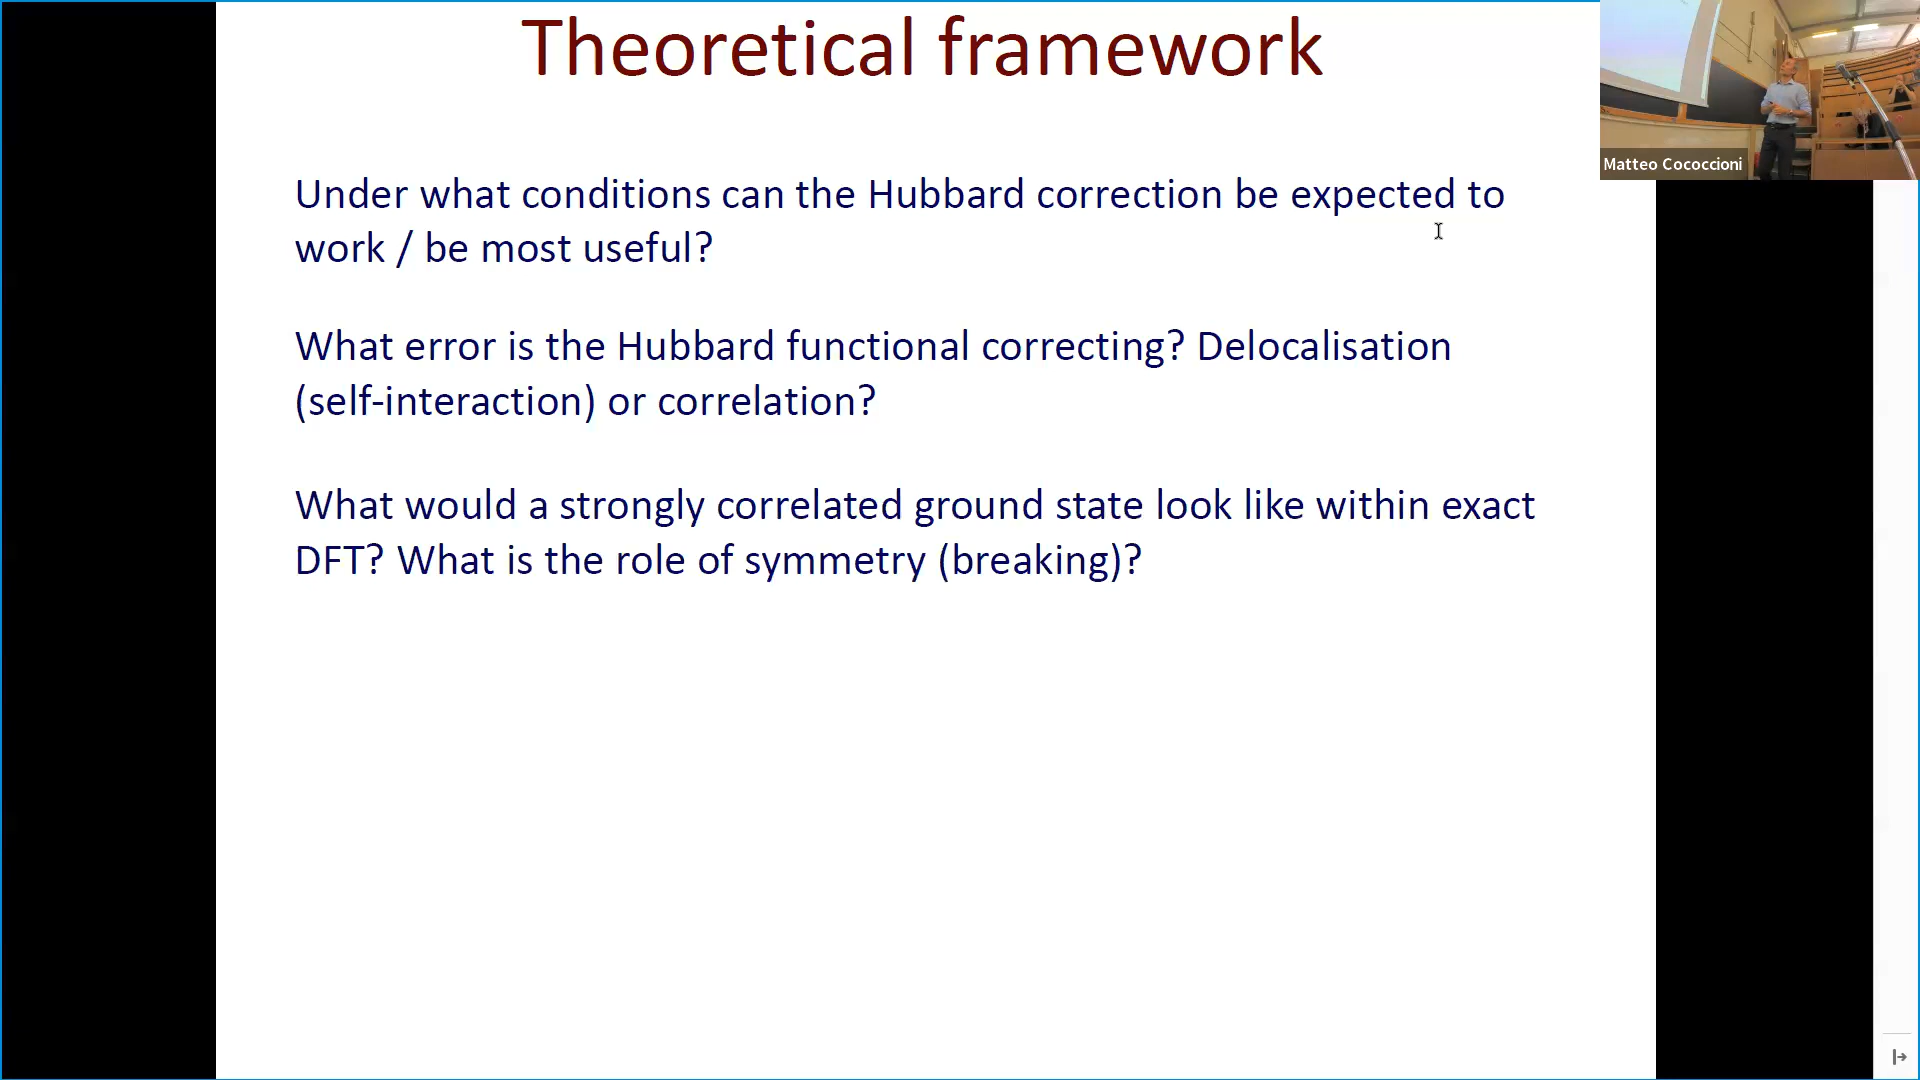 Theoretical framework
Matteo Cococcioni
Under what conditions can the Hubbard correction be expected to
work / be most useful?
What error is the Hubbard functional correcting? Delocalisation
(self-interaction) or correlation?
What would a strongly correlated ground state look like within exact
DFT? What is the role of symmetry (breaking)?